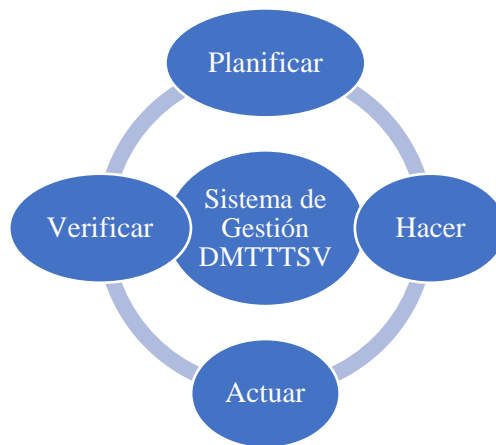 Planificar
Verificar
Sistema de
Gestión
DMTTTSV
Hacer
Actuar